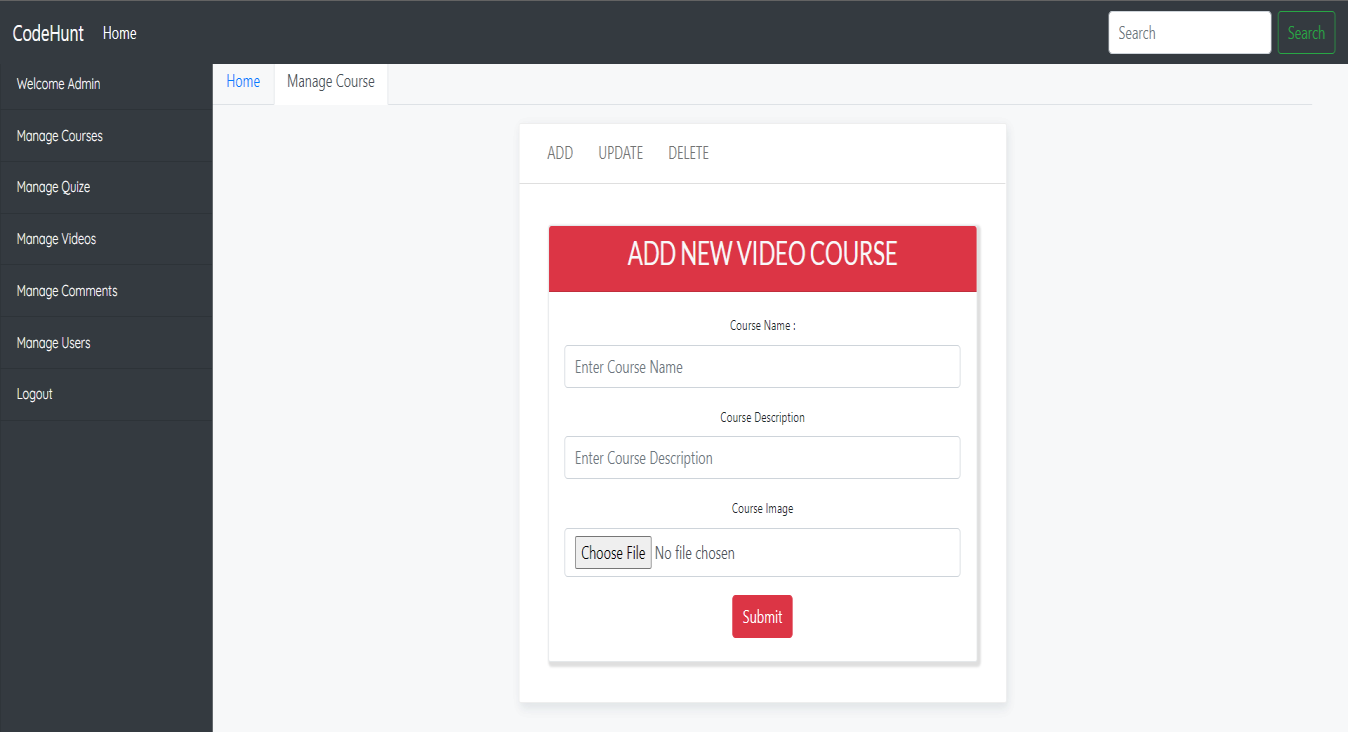 CodeHunt Home Search Search
Welcome Admin
Manage Courses
Manage Quize
Manage Videos
Manage Comments
Manage Users
Logout
Home Manage Course
ADD UPDATE DELETE
ADD NEW VIDEO COURSE
Course Name :
Enter Course Name
Course Description
Enter Course Description
Course Image
Choose File No file chosen
Submit